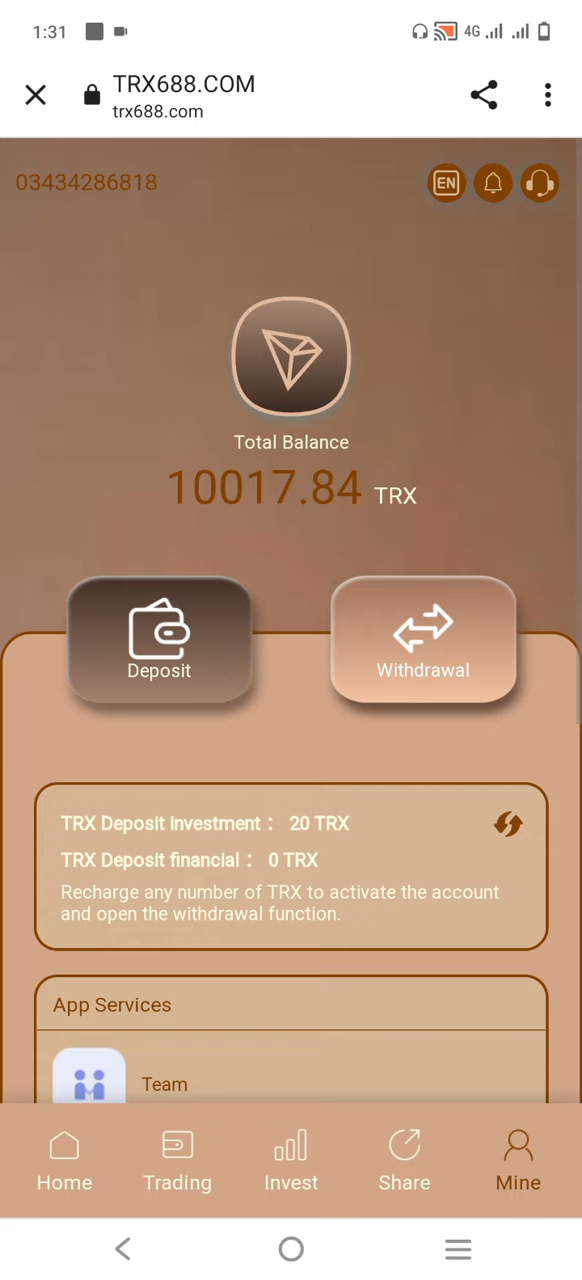 1:31
4G
TRX688.COM
trx688.com
03434286818
EN
Total Balance
10017.84 TRX
Deposit
Withdrawal
TRX Deposit investment： 20 TRX
TRX Deposit financial： 0 TRX
Recharge any number of TRX to activate the account
and open the withdrawal function.
App Services
Team
Home
Trading
Invest
Share
Mine